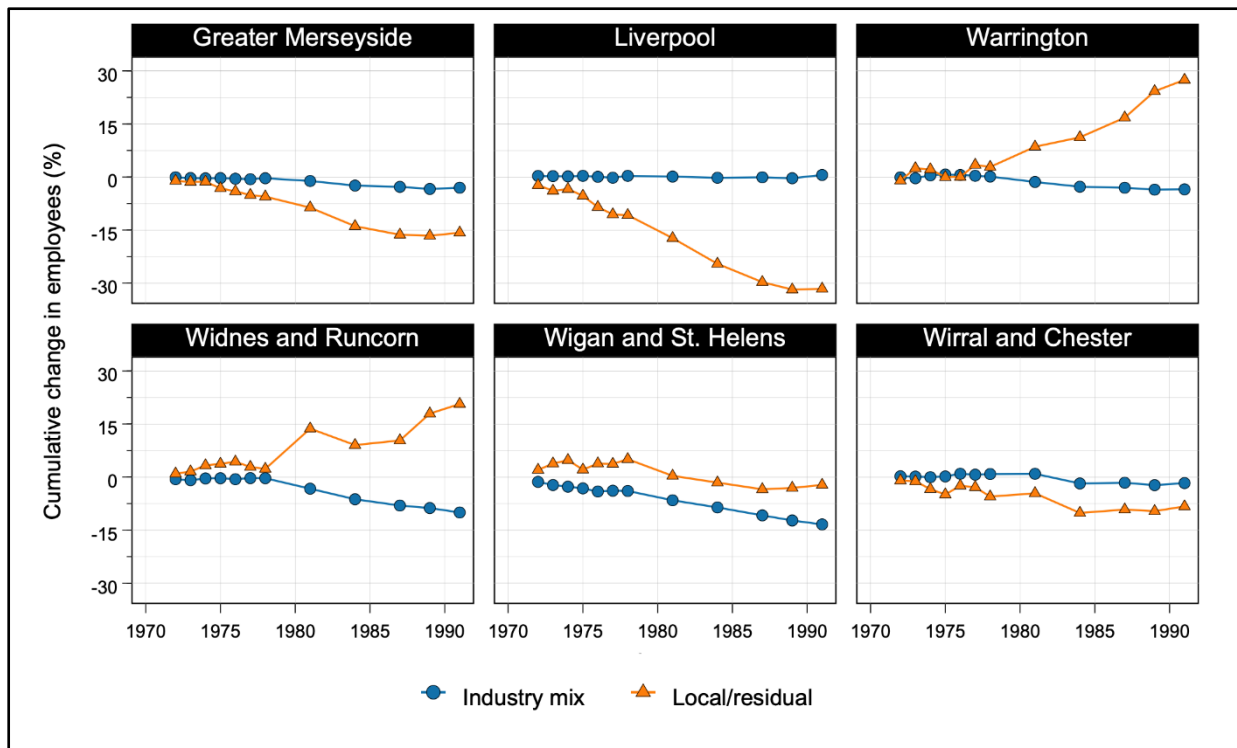 Greater Merseyside
Liverpool
Warrington
Cumulative change in employees (%)
30
15
0
-15
-30
Widnes and Runcorn
Wigan and St. Helens
Wirral and Chester
30
15
0
-15
-30
1970 1975 1980 1985 1990
1970 1975 1980 1985 1990
1970 1975 1980 1985 1990
Industry mix
Local/residual